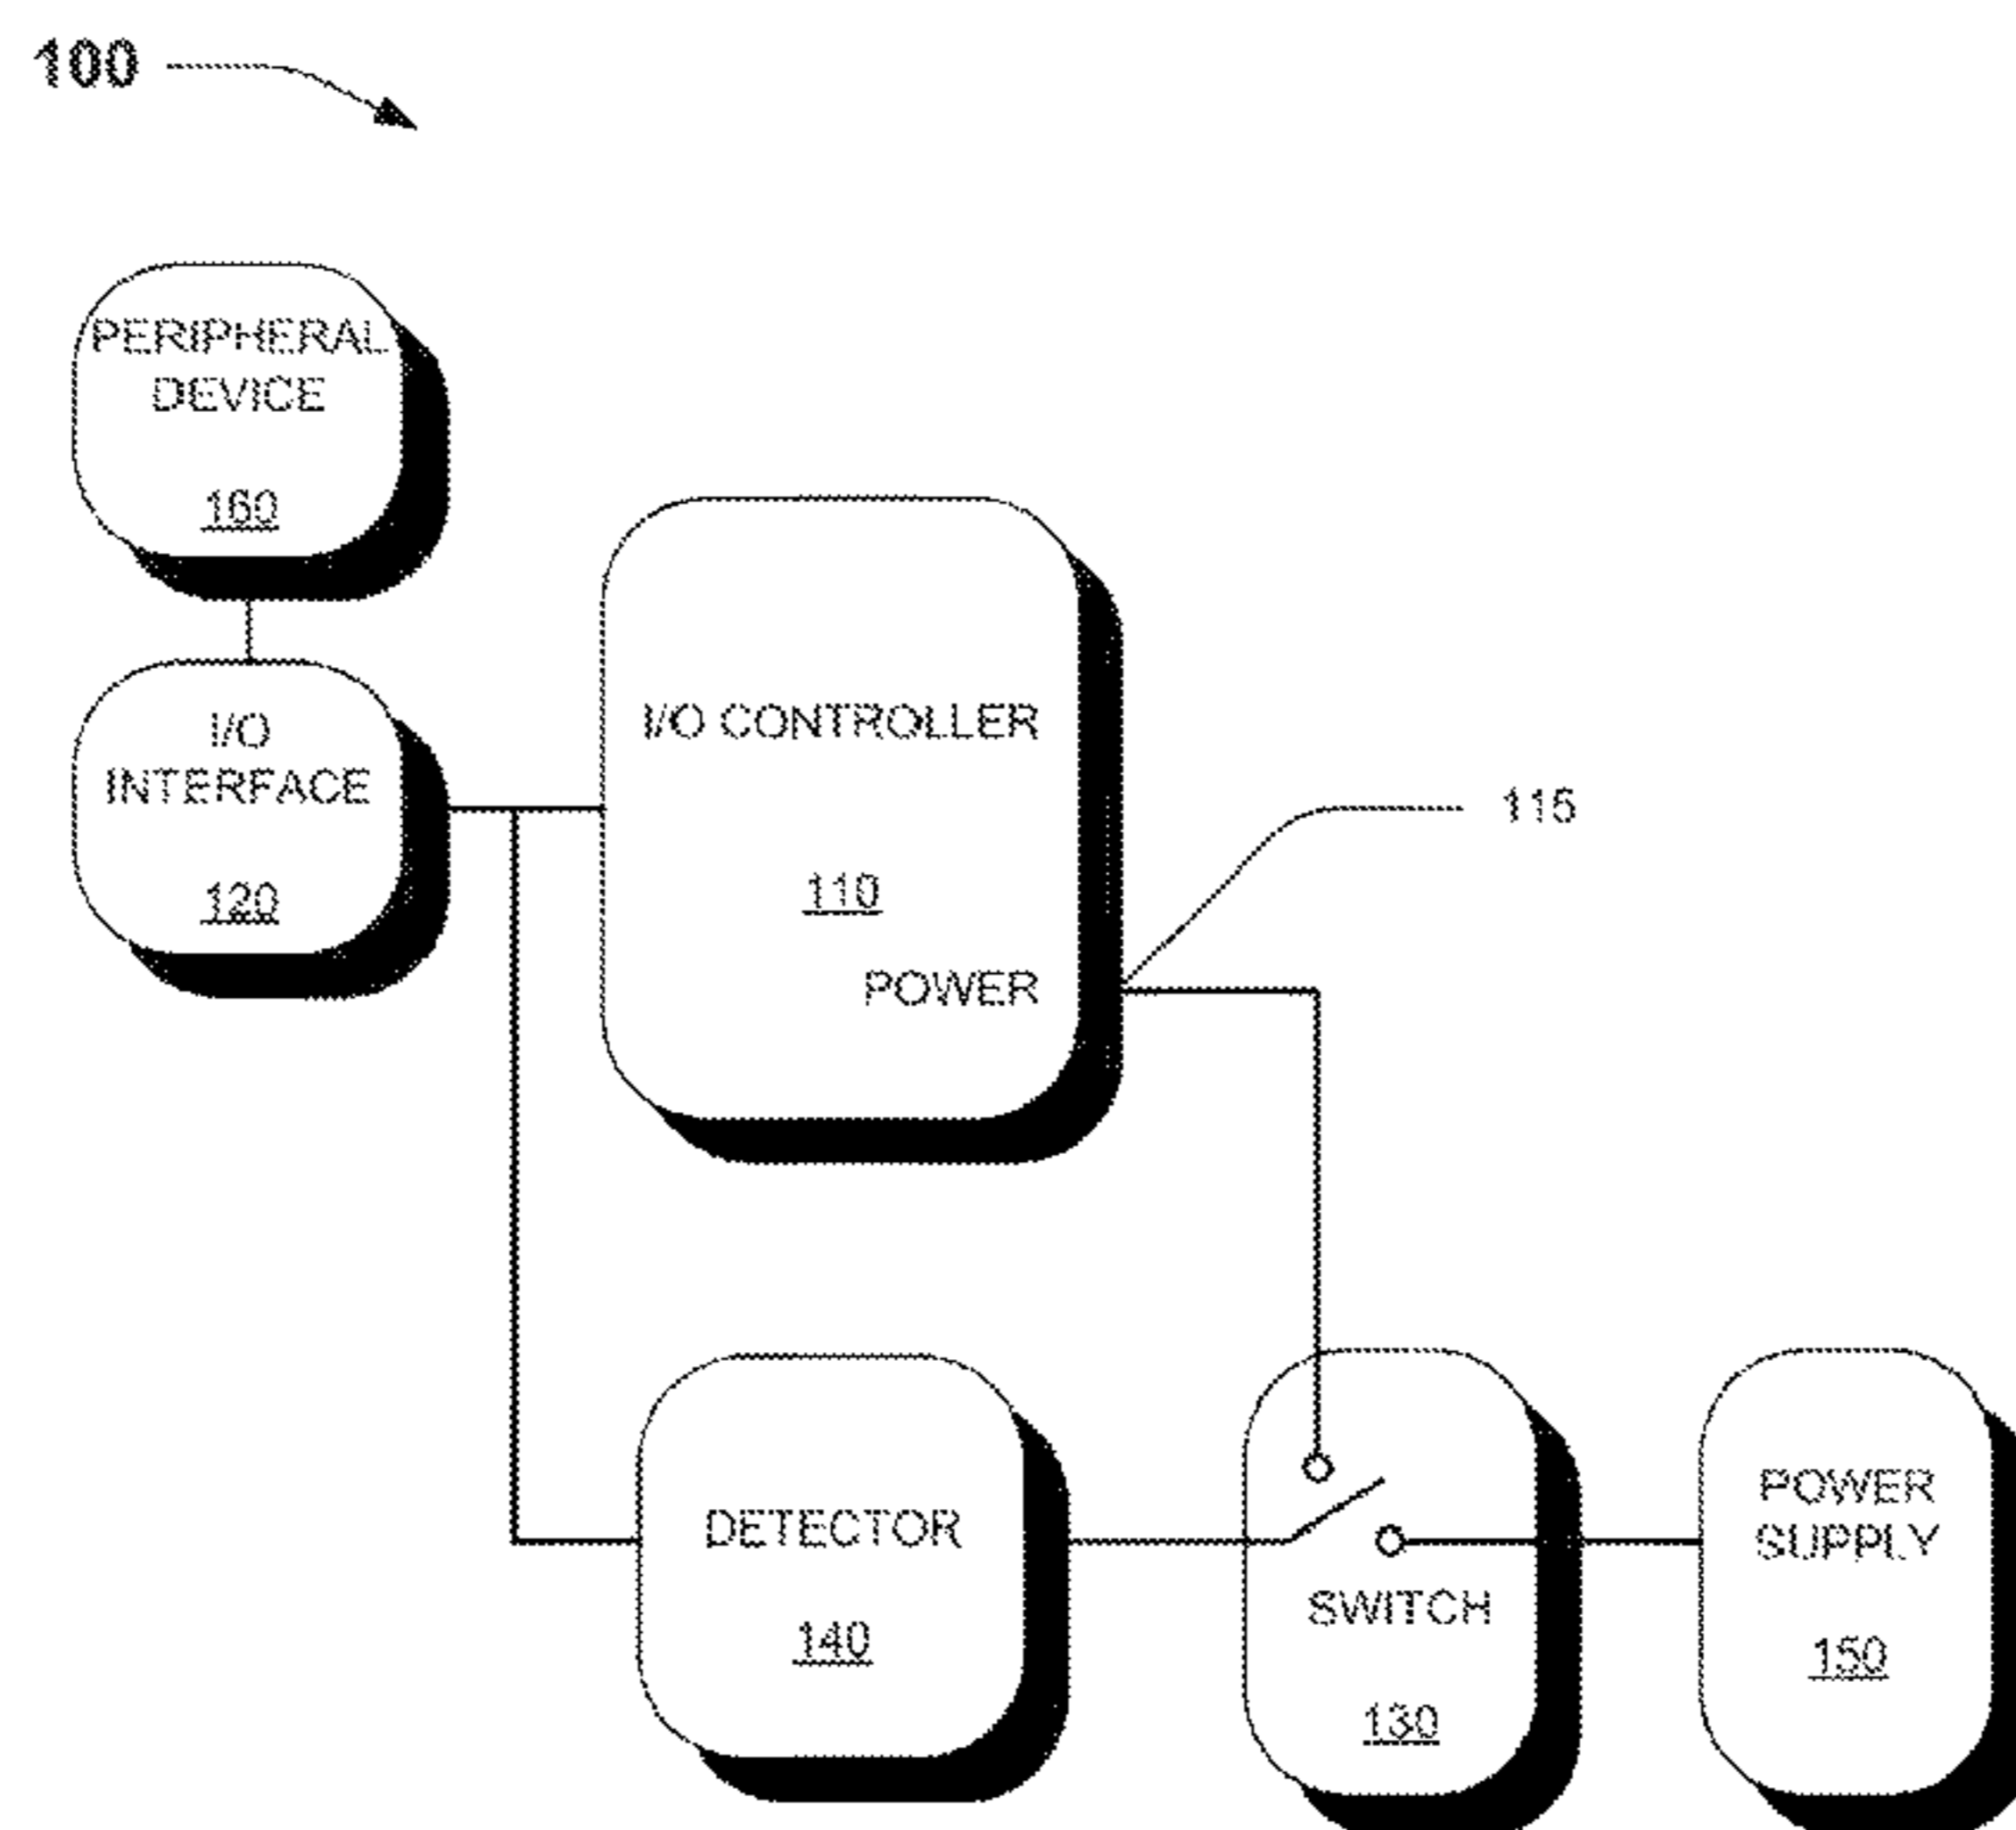 100
PERIPHERAL
DEVICE
160
I/O
INTERFACE
120
I/O CONTROLLER
110
POWER
115
DETECTOR
140
SWITCH
130
POWER
SUPPLY
150